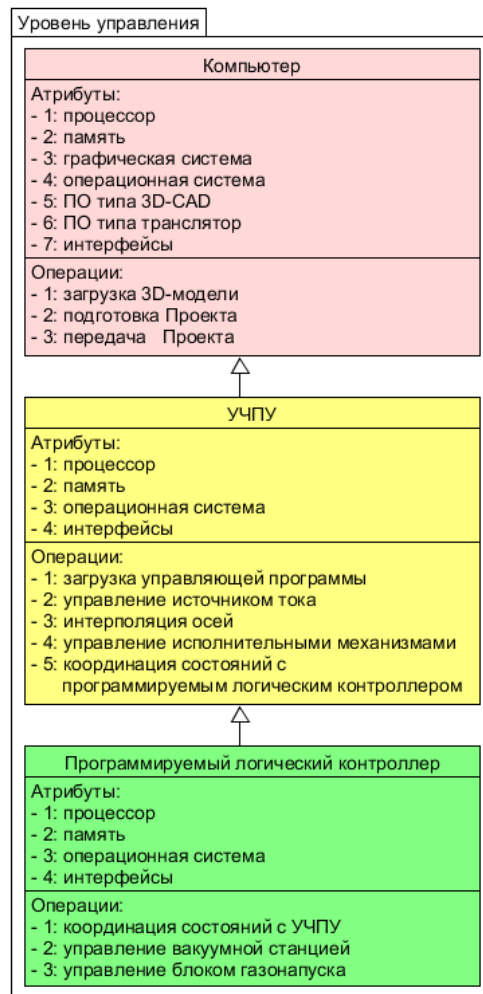 Уровень управления
Компьютер
Атрибуты:
- 1: процессор
- 2: память
- 3: графическая система
- 4: операционная система
- 5: ПО типа 3D-CAD
- 6: ПО типа транслятор
- 7: интерфейсы
Операции:
- 1: загрузка 3D-модели
- 2: подготовка Проекта
- 3: передача Проекта
УЧПУ
Атрибуты:
- 1: процессор
- 2: память
- 3: операционная система
- 4: интерфейсы
Операции:
- 1: загрузка управляющей программы
- 2: управление источником тока
- 3: интерполяция осей
- 4: управление исполнительными механизмами
- 5: координация состояний с
программируемым логическим контроллером
Программируемый логический контроллер
Атрибуты:
- 1: процессор
- 2: память
- 3: операционная система
- 4: интерфейсы
Операции:
- 1: координация состояний с УЧПУ
- 2: управление вакуумной станцией
- 3: управление блоком газонапуска